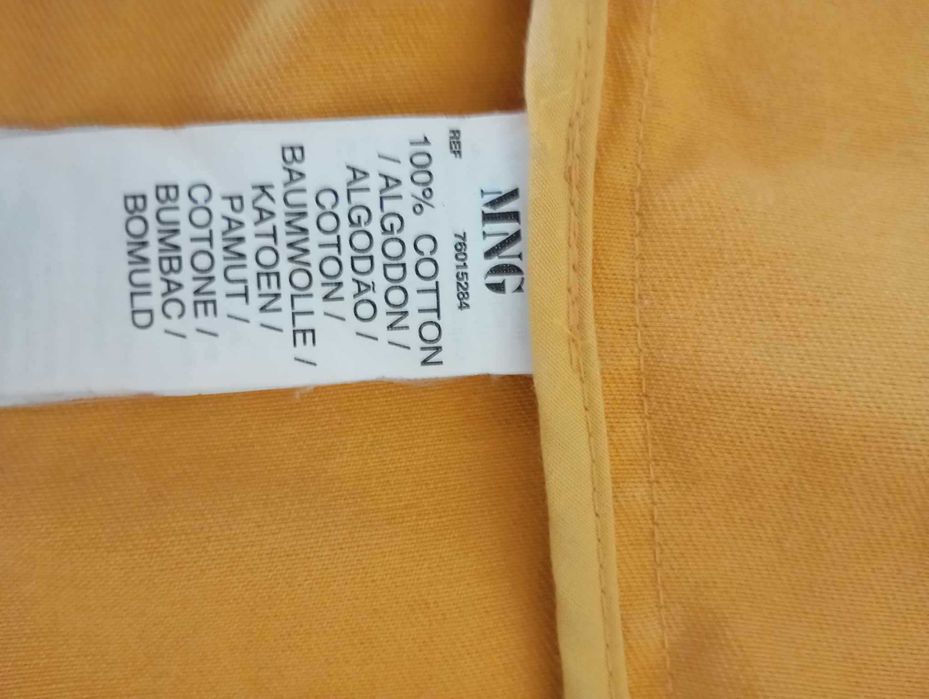 MNG
REF 76015284
100% COTTON
/ ALGODON /
ALGODÃO /
COTON /
BAUMWOLLE /
KATOEN /
PAMUT /
COTONE /
BUMBAC /
BOMULD